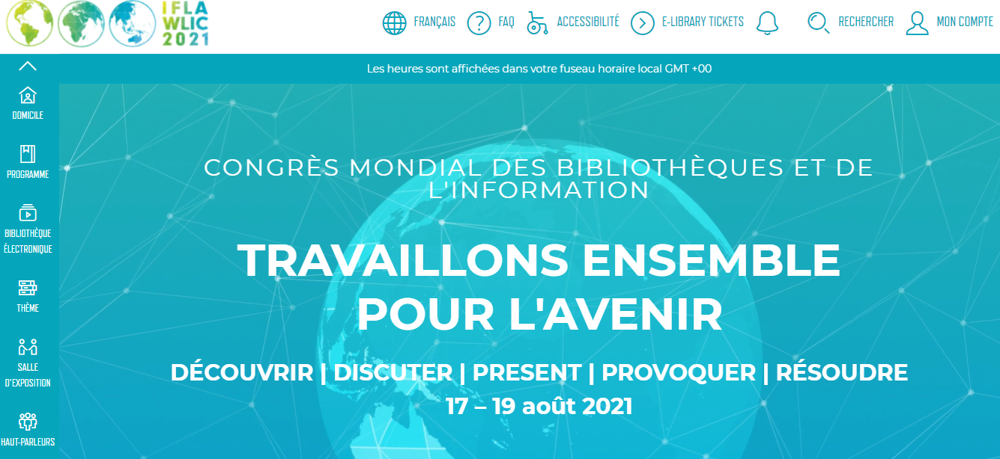 IFLA
WLIC
2021
FRANÇAIS
FAQ
ACCESSIBILITÉ
E-LIBRARY TICKETS
RECHERCHER
MON COMPTE
Les heures sont affichées dans votre fuseau horaire local GMT +00
DOMICILE
PROGRAMME
BIBLIOTHÈQUE
ÉLECTRONIQUE
THÈME
SALLE
D'EXPOSITION
HAUT-PARLEURS
CONGRÈS MONDIAL DES BIBLIOTHÈQUES ET DE
L'INFORMATION
TRAVAILLONS ENSEMBLE
POUR L'AVENIR
DÉCOUVRIR | DISCUTER | PRESENT | PROVOQUER | RÉSOUDRE
17 – 19 août 2021